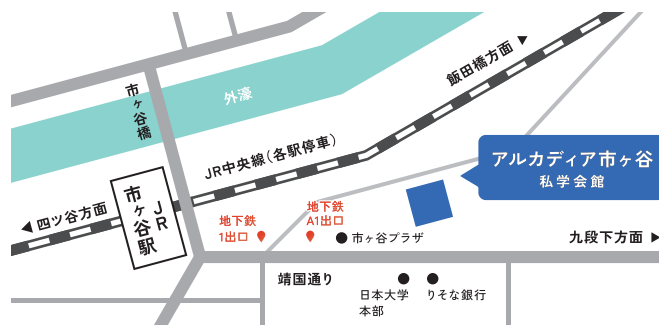 飯田橋方面 ▶
市ヶ谷橋
外濠
JR中央線（各駅停車）
アルカディア市ヶ谷
私学会館
◀ 四ツ谷方面
JR
市ヶ谷駅
地下鉄
1出口
地下鉄
A1出口
市ヶ谷プラザ
九段下方面 ▶
靖国通り
日本大学
本部
りそな銀行